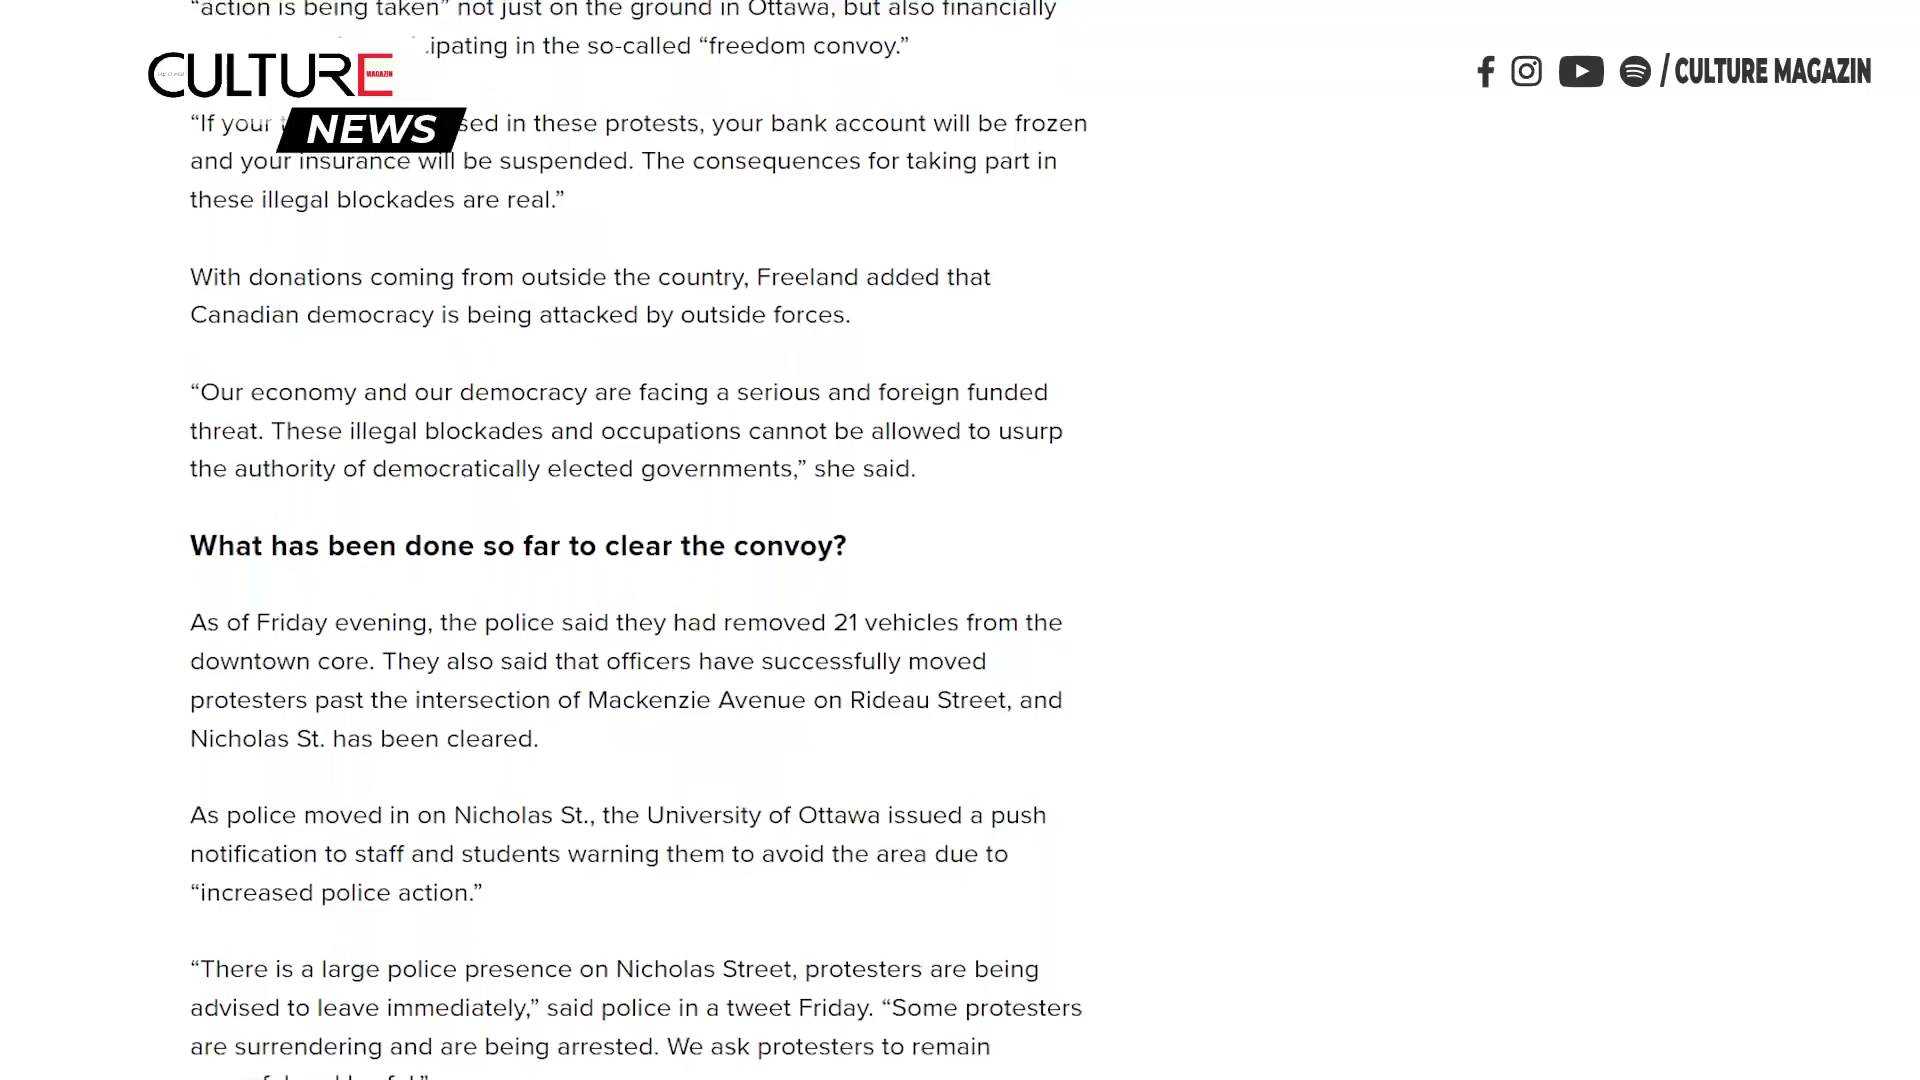 “action is being taken” not just on the ground in Ottawa, but also financially
ipating in the so-called “freedom convoy.”
CULTURE
MAGAZIN
NEWS
/ CULTURE MAGAZIN
“If your sed in these protests, your bank account will be frozen
and your insurance will be suspended. The consequences for taking part in
these illegal blockades are real.”
With donations coming from outside the country, Freeland added that
Canadian democracy is being attacked by outside forces.
“Our economy and our democracy are facing a serious and foreign funded
threat. These illegal blockades and occupations cannot be allowed to usurp
the authority of democratically elected governments,” she said.
What has been done so far to clear the convoy?
As of Friday evening, the police said they had removed 21 vehicles from the
downtown core. They also said that officers have successfully moved
protesters past the intersection of Mackenzie Avenue on Rideau Street, and
Nicholas St. has been cleared.
As police moved in on Nicholas St., the University of Ottawa issued a push
notification to staff and students warning them to avoid the area due to
“increased police action.”
“There is a large police presence on Nicholas Street, protesters are being
advised to leave immediately,” said police in a tweet Friday. “Some protesters
are surrendering and are being arrested. We ask protesters to remain